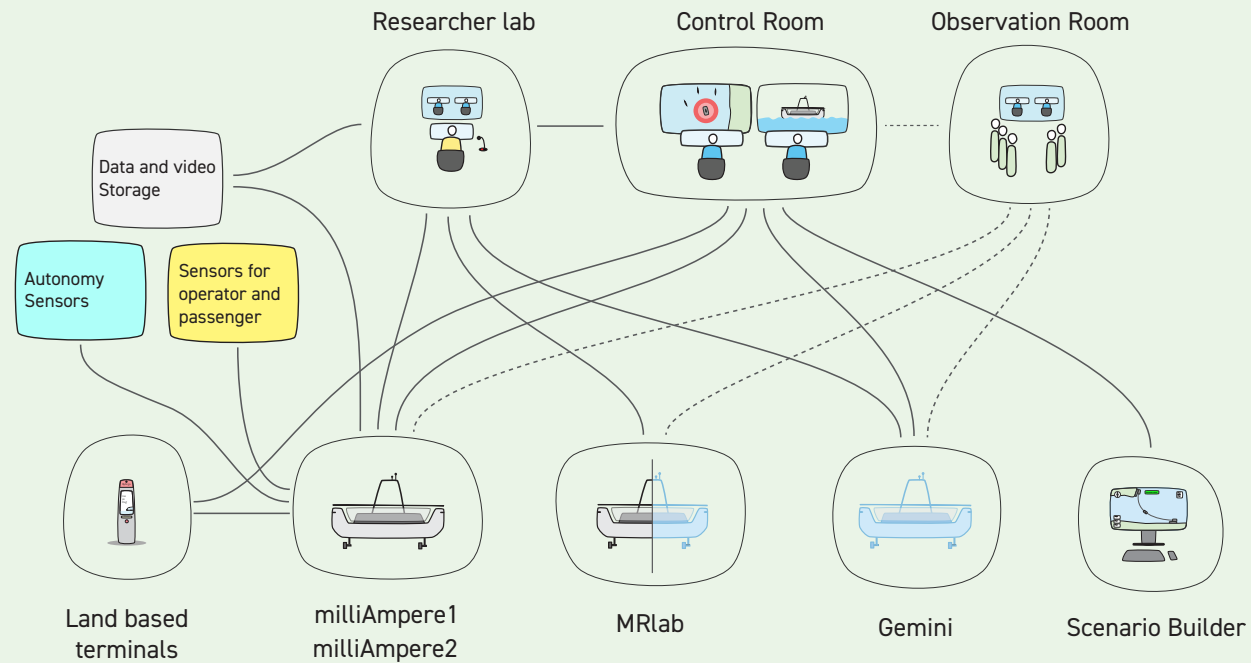 Researcher lab
Control Room
Observation Room
Data and video
Storage
Autonomy
Sensors
Sensors for
operator and
passenger
Land based
terminals
milliAmpere1
milliAmpere2
MRlab
Gemini
Scenario Builder